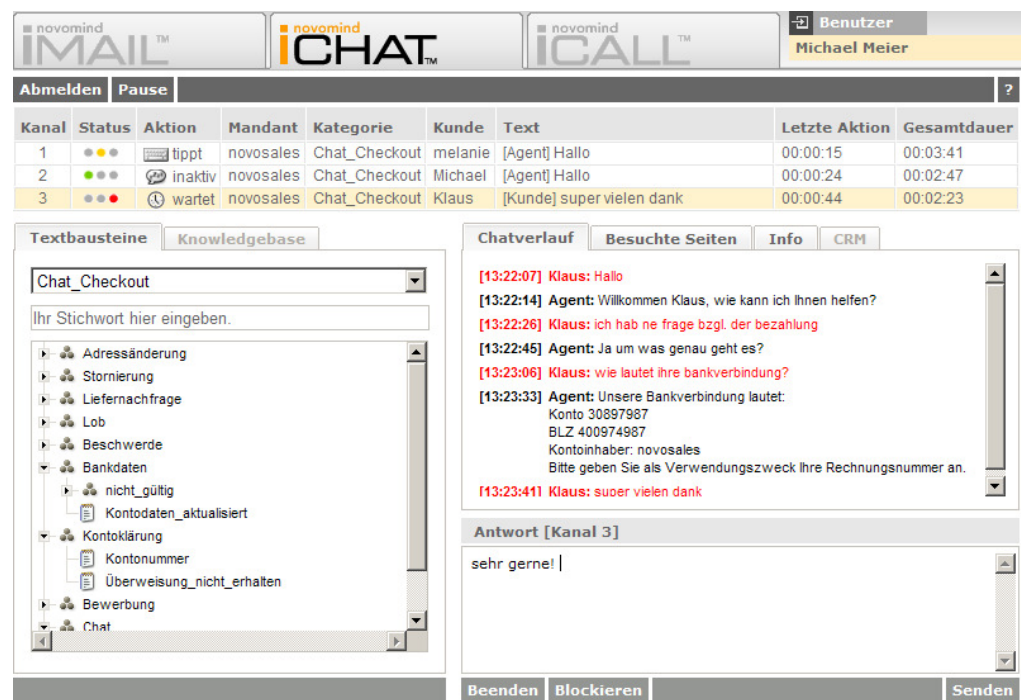 novomind
iMAIL™
novomind
iCHAT™
novomind
iCALL™
Benutzer
Michael Meier
Abmelden Pause ?
Kanal Status Aktion Mandant Kategorie Kunde Text Letzte Aktion Gesamtdauer
1 tippt novosales Chat_Checkout melanie [Agent] Hallo 00:00:15 00:03:41
2 inaktiv novosales Chat_Checkout Michael [Agent] Hallo 00:00:24 00:02:47
3 wartet novosales Chat_Checkout Klaus [Kunde] super vielen dank 00:00:44 00:02:23
Textbausteine Knowledgebase
Chat_Checkout
Ihr Stichwort hier eingeben.
Adressänderung
Stornierung
Liefernachfrage
Lob
Beschwerde
Bankdaten
nicht_gültig
Kontodaten_aktualisiert
Kontoklärung
Kontonummer
Überweisung_nicht_erhalten
Bewerbung
Chat
Chatverlauf Besuchte Seiten Info CRM
[13:22:07] Klaus: Hallo
[13:22:14] Agent: Willkommen Klaus, wie kann ich Ihnen helfen?
[13:22:26] Klaus: ich hab ne frage bzgl. der bezahlung
[13:22:45] Agent: Ja um was genau geht es?
[13:23:06] Klaus: wie lautet ihre bankverbindung?
[13:23:33] Agent: Unsere Bankverbindung lautet:
Konto 30897987
BLZ 400974987
Kontoinhaber: novosales
Bitte geben Sie als Verwendungszweck Ihre Rechnungsnummer an.
[13:23:41] Klaus: super vielen dank
Antwort [Kanal 3]
sehr gerne!
Beenden Blockieren Senden